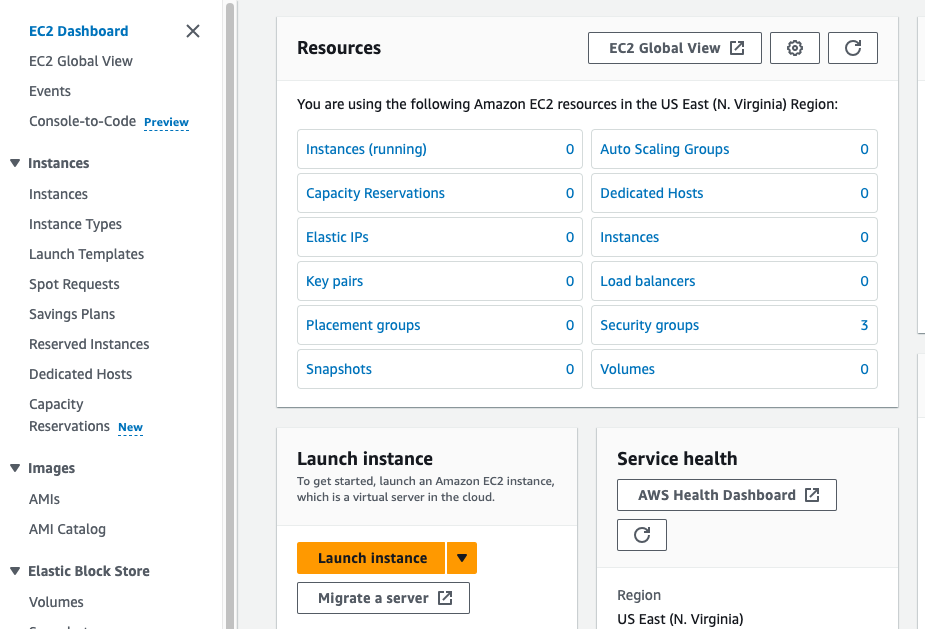 EC2 Dashboard
EC2 Global View
Events
Console-to-Code Preview
Instances
Instances
Instance Types
Launch Templates
Spot Requests
Savings Plans
Reserved Instances
Dedicated Hosts
Capacity
Reservations New
Images
AMIs
AMI Catalog
Elastic Block Store
Volumes
Resources
EC2 Global View
You are using the following Amazon EC2 resources in the US East (N. Virginia) Region:
Instances (running) 0
Auto Scaling Groups 0
Capacity Reservations 0
Dedicated Hosts 0
Elastic IPs 0
Instances 0
Key pairs 0
Load balancers 0
Placement groups 0
Security groups 3
Snapshots 0
Volumes 0
Launch instance
To get started, launch an Amazon EC2 instance,
which is a virtual server in the cloud.
Launch instance
Migrate a server
Service health
AWS Health Dashboard
Region
US East (N. Virginia)